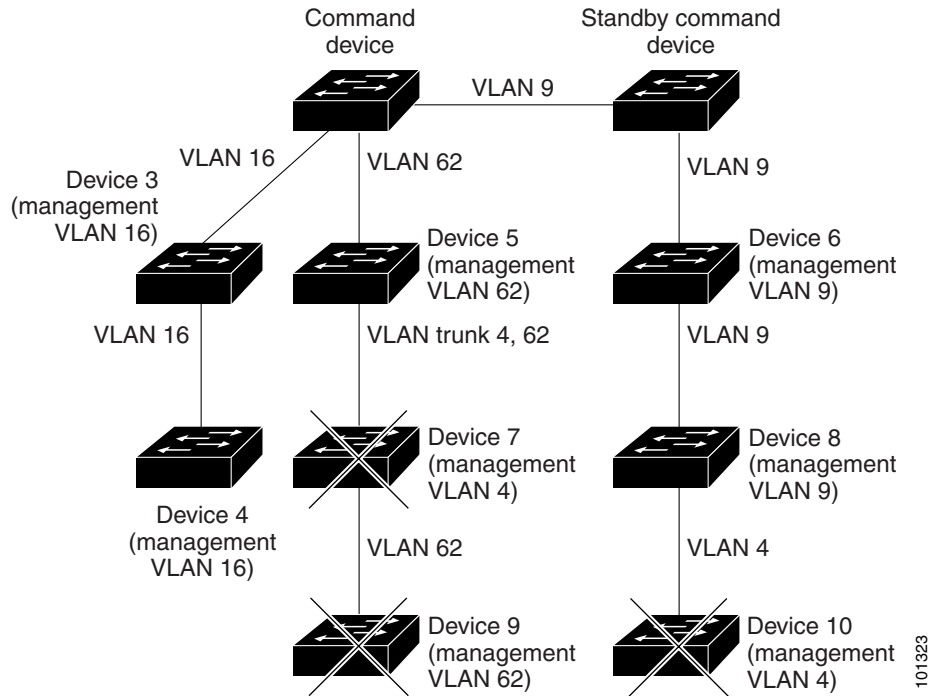 Command
device
Standby command
device
VLAN 9
VLAN 16
VLAN 62
VLAN 9
Device 3
(management
VLAN 16)
Device 5
(management
VLAN 62)
Device 6
(management
VLAN 9)
VLAN 16
VLAN trunk 4, 62
VLAN 9
Device 4
(management
VLAN 16)
Device 7
(management
VLAN 4)
Device 8
(management
VLAN 9)
VLAN 62
VLAN 4
Device 9
(management
VLAN 62)
Device 10
(management
VLAN 4)
101323